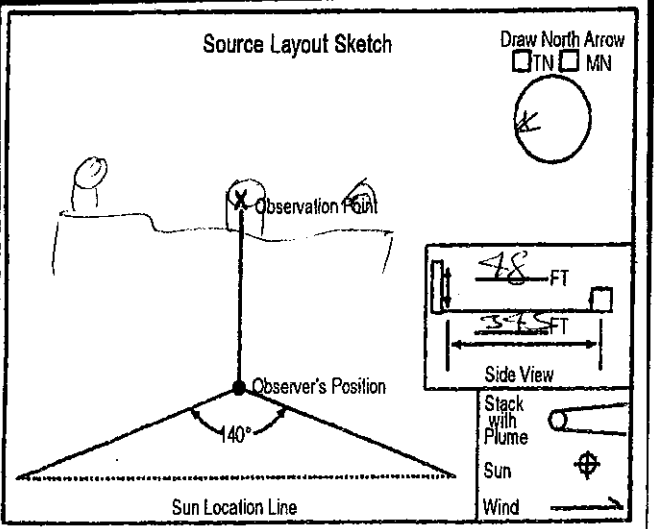 Source Layout Sketch
Draw North Arrow
TN MN
X Observation Point
48 FT
345 FT
Side View
Observer's Position
140°
Sun Location Line
Stack
with
Plume
Sun
Wind